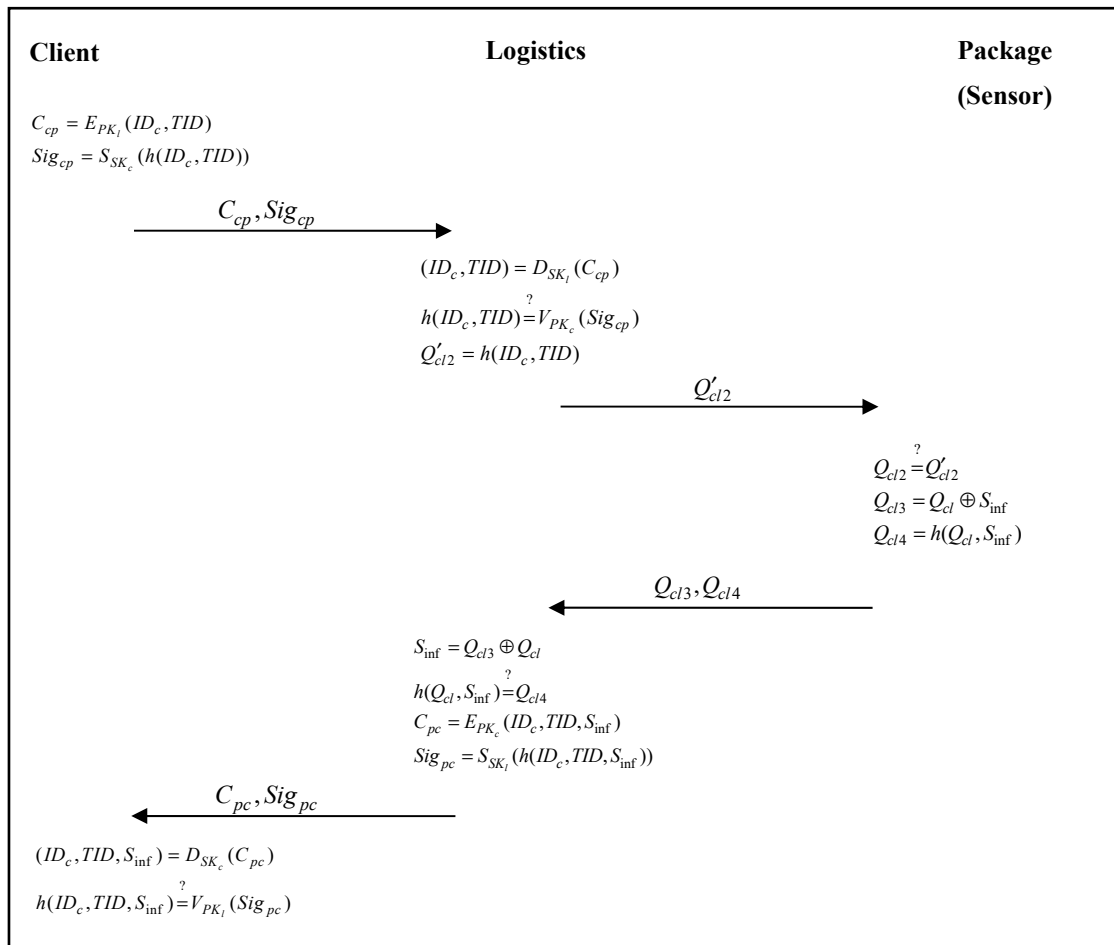 Client Logistics Package
(Sensor)
C_cp = E_PK_l(ID_c, TID)
Sig_cp = S_SK_c(h(ID_c, TID))
C_cp, Sig_cp
(ID_c, TID) = D_SK_l(C_cp)
h(ID_c, TID) =? V_PK_c(Sig_cp)
Q'_cl2 = h(ID_c, TID)
Q'_cl2
Q_cl2 =? Q'_cl2
Q_cl3 = Q_cl ⊕ S_inf
Q_cl4 = h(Q_cl, S_inf)
Q_cl3, Q_cl4
S_inf = Q_cl3 ⊕ Q_cl
h(Q_cl, S_inf) =? Q_cl4
C_pc = E_PK_c(ID_c, TID, S_inf)
Sig_pc = S_SK_l(h(ID_c, TID, S_inf))
C_pc, Sig_pc
(ID_c, TID, S_inf) = D_SK_c(C_pc)
h(ID_c, TID, S_inf) =? V_PK_l(Sig_pc)